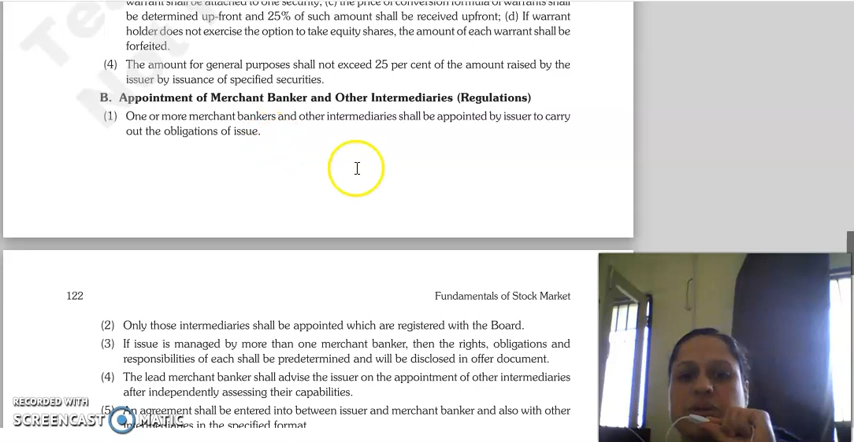 warrant shall be attached to one security; (c) the price or conversion formula of warrants shall
be determined up-front and 25% of such amount shall be received upfront; (d) If warrant
holder does not exercise the option to take equity shares, the amount of each warrant shall be
forfeited.
(4) The amount for general purposes shall not exceed 25 per cent of the amount raised by the
issuer by issuance of specified securities.
B. Appointment of Merchant Banker and Other Intermediaries (Regulations)
(1) One or more merchant bankers and other intermediaries shall be appointed by issuer to carry
out the obligations of issue.
122 Fundamentals of Stock Market
(2) Only those intermediaries shall be appointed which are registered with the Board.
(3) If issue is managed by more than one merchant banker, then the rights, obligations and
responsibilities of each shall be predetermined and will be disclosed in offer document.
(4) The lead merchant banker shall advise the issuer on the appointment of other intermediaries
after independently assessing their capabilities.
(5) An agreement shall be entered into between issuer and merchant banker and also with other
intermediaries in the specified format.
RECORDED WITH
SCREENCAST MATIC